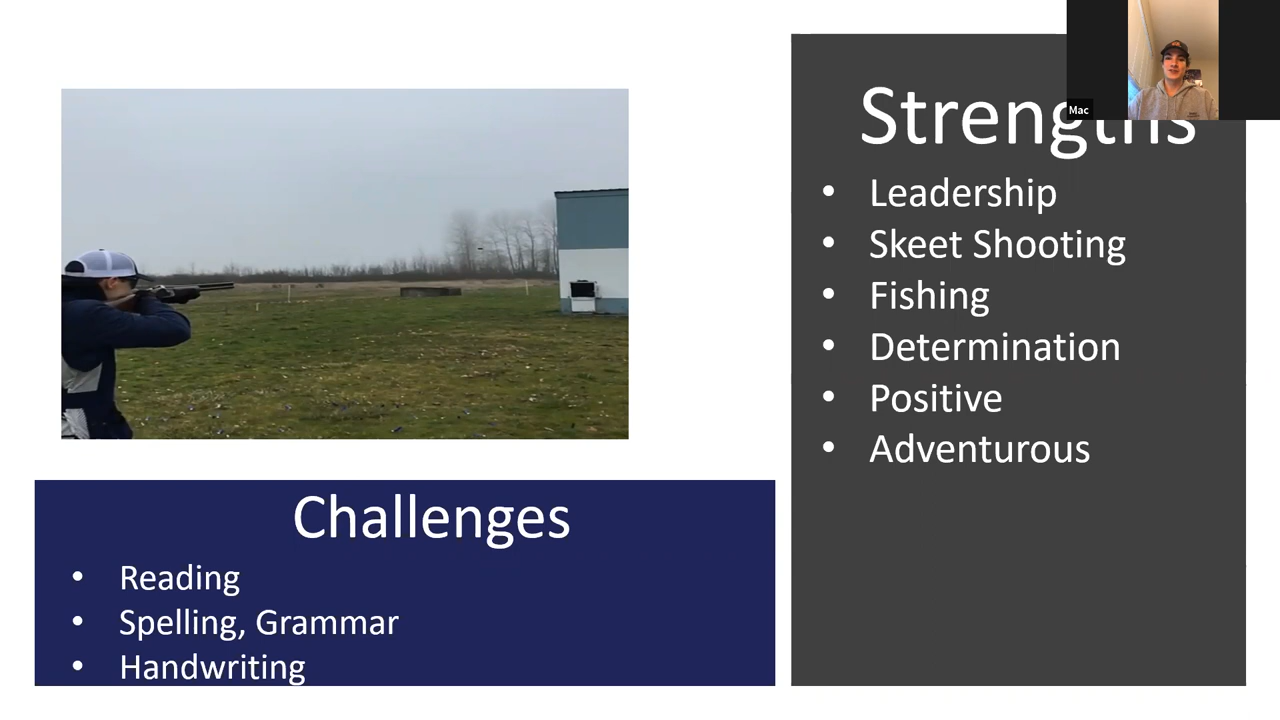 Strengths
Mac
• Leadership
• Skeet Shooting
• Fishing
• Determination
• Positive
• Adventurous
Challenges
• Reading
• Spelling, Grammar
• Handwriting